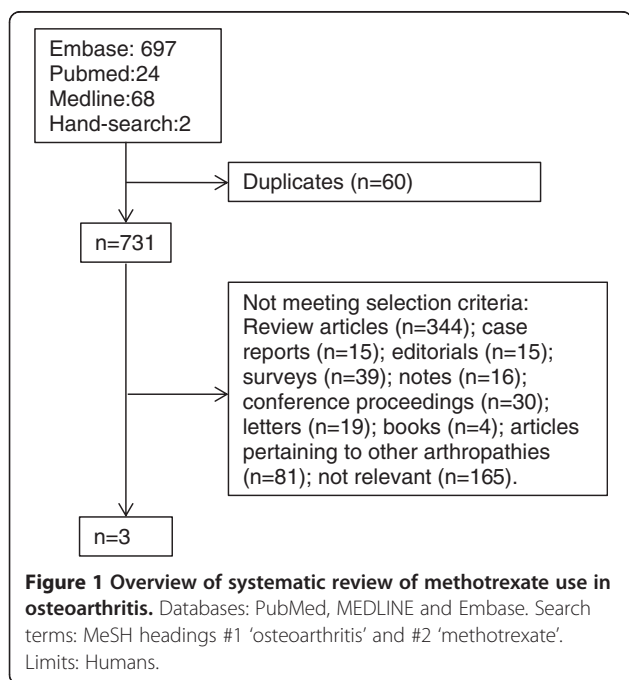 Embase: 697
Pubmed:24
Medline:68
Hand-search:2
Duplicates (n=60)
n=731
Not meeting selection criteria:
Review articles (n=344); case
reports (n=15); editorials (n=15);
surveys (n=39); notes (n=16);
conference proceedings (n=30);
letters (n=19); books (n=4); articles
pertaining to other arthropathies
(n=81); not relevant (n=165).
n=3
Figure 1 Overview of systematic review of methotrexate use in
osteoarthritis. Databases: PubMed, MEDLINE and Embase. Search
terms: MeSH headings #1 ‘osteoarthritis’ and #2 ‘methotrexate’.
Limits: Humans.